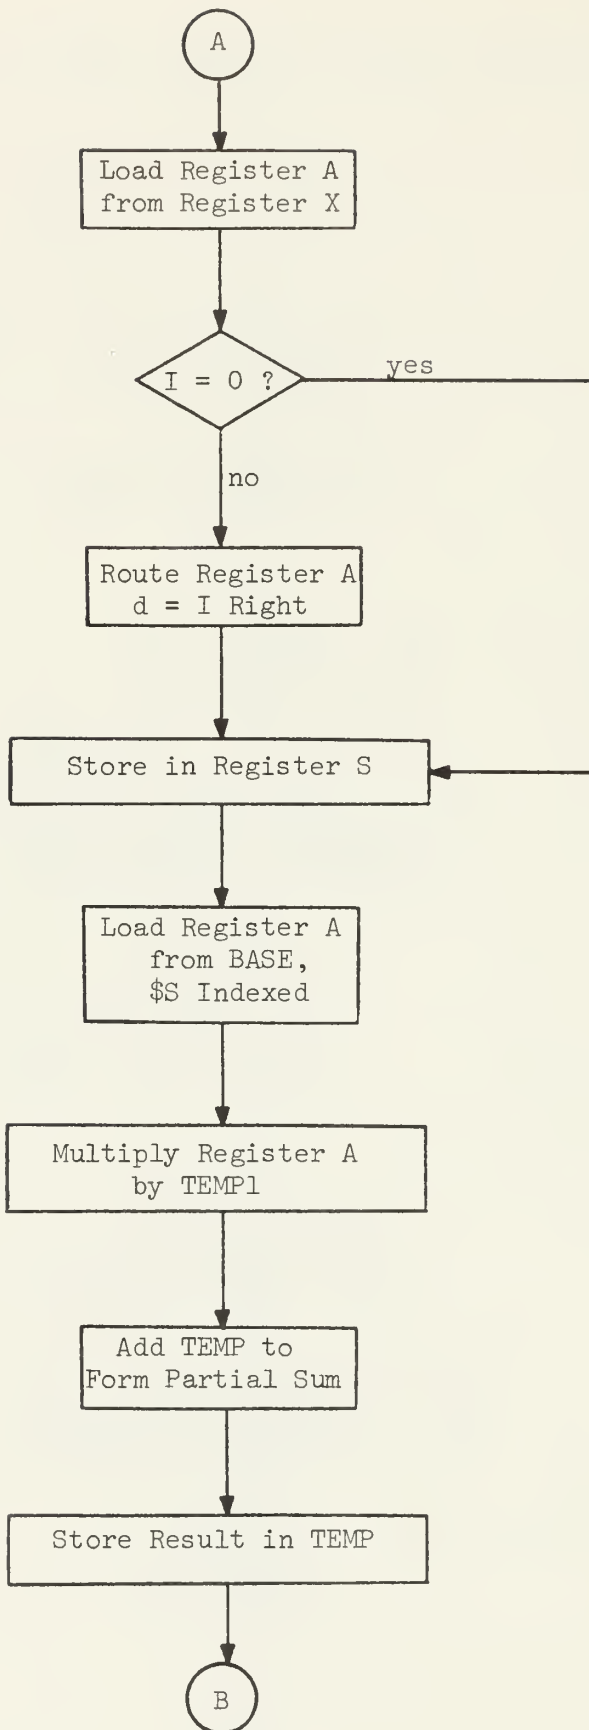 A
Load Register A
from Register X
I = 0 ?
yes
no
Route Register A
d = I Right
Store in Register S
Load Register A
from BASE,
$S Indexed
Multiply Register A
by TEMP1
Add TEMP to
Form Partial Sum
Store Result in TEMP
B